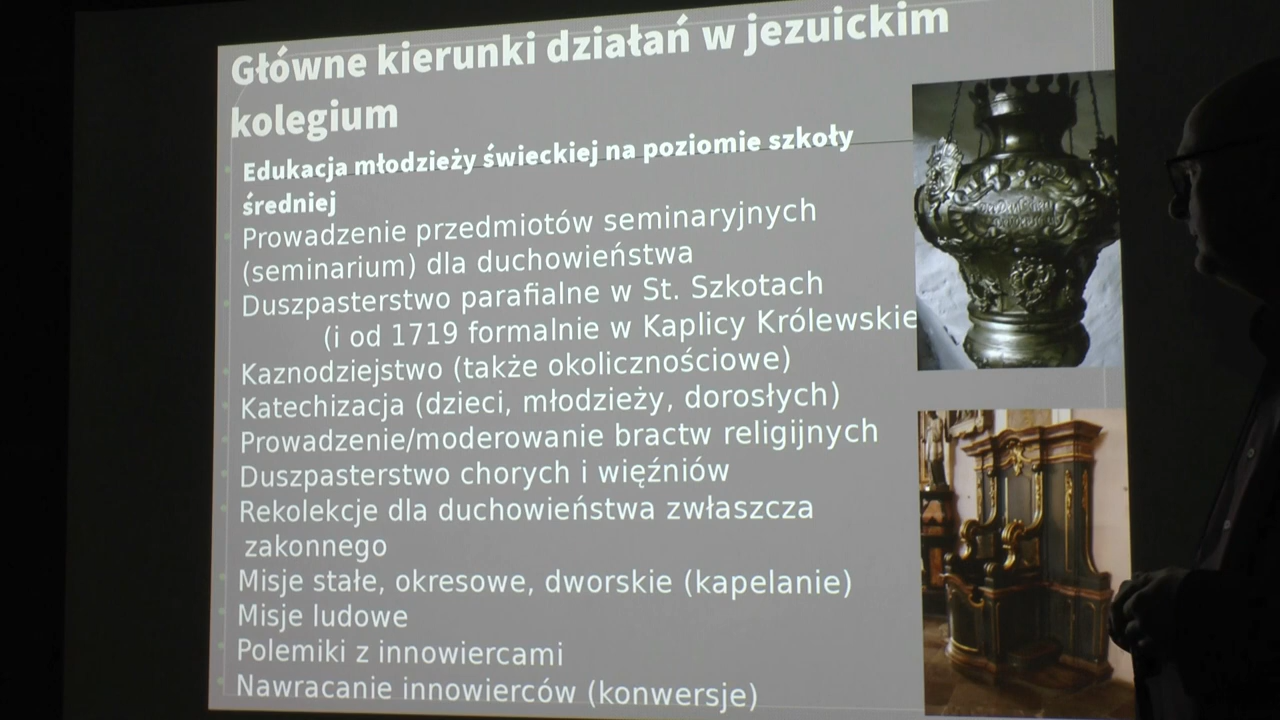 Główne kierunki działań w jezuickim
kolegium
Edukacja młodzieży świeckiej na poziomie szkoły
średniej
Prowadzenie przedmiotów seminaryjnych
(seminarium) dla duchowieństwa
Duszpasterstwo parafialne w St. Szkotach
(i od 1719 formalnie w Kaplicy Królewskie
Kaznodziejstwo (także okolicznościowe)
Katechizacja (dzieci, młodzieży, dorosłych)
Prowadzenie/moderowanie bractw religijnych
Duszpasterstwo chorych i więźniów
Rekolekcje dla duchowieństwa zwłaszcza
zakonnego
Misje stałe, okresowe, dworskie (kapelanie)
Misje ludowe
Polemiki z innowiercami
Nawracanie innowierców (konwersje)